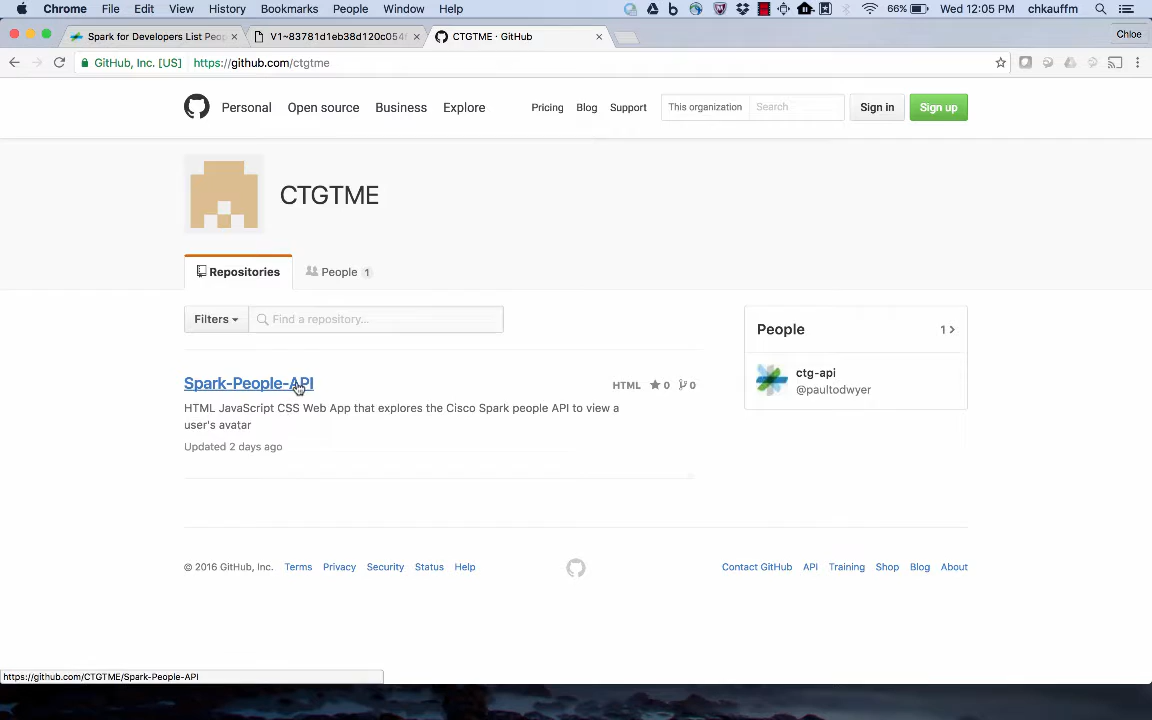 Chrome File Edit View History Bookmarks People Window Help 66% Wed 12:05 PM chkauffm
Spark for Developers List Peop V1~83781d1eb38d120c054 CTGTME · GitHub Chloe
GitHub, Inc. [US] https://github.com/ctgtme
Personal Open source Business Explore Pricing Blog Support This organization Search Sign in Sign up
CTGTME
Repositories People 1
Filters Find a repository...
People 1
Spark-People-API HTML 0 0
ctg-api
@paultodwyer
HTML JavaScript CSS Web App that explores the Cisco Spark people API to view a
user's avatar
Updated 2 days ago
© 2016 GitHub, Inc. Terms Privacy Security Status Help Contact GitHub API Training Shop Blog About
https://github.com/CTGTME/Spark-People-API